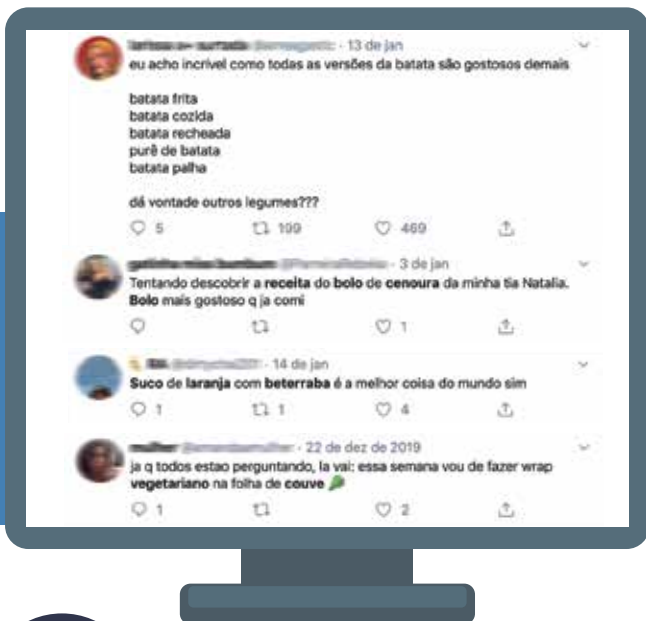 · 13 de jan
eu acho incrível como todas as versões da batata são gostosos demais
batata frita
batata cozida
batata recheada
purê de batata
batata palha
dá vontade outros legumes???
5 199 469
· 3 de jan
Tentando descobrir a receita do bolo de cenoura da minha tia Natalia.
Bolo mais gostoso q ja comi
1
· 14 de jan
Suco de laranja com beterraba é a melhor coisa do mundo sim
1 1 4
· 22 de dez de 2019
ja q todos estao perguntando, la vai: essa semana vou de fazer wrap
vegetariano na folha de couve
1 2